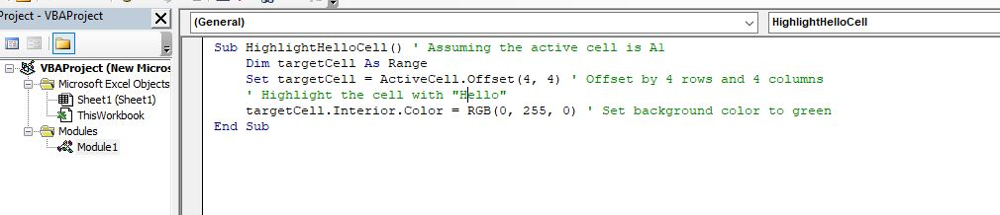 Project - VBAProject
(General)
HighlightHelloCell
VBAProject (New Micros
Microsoft Excel Objects
Sheet1 (Sheet1)
ThisWorkbook
Modules
Module1
Sub HighlightHelloCell() ' Assuming the active cell is A1
Dim targetCell As Range
Set targetCell = ActiveCell.Offset(4, 4) ' Offset by 4 rows and 4 columns
' Highlight the cell with "Hello"
targetCell.Interior.Color = RGB(0, 255, 0) ' Set background color to green
End Sub